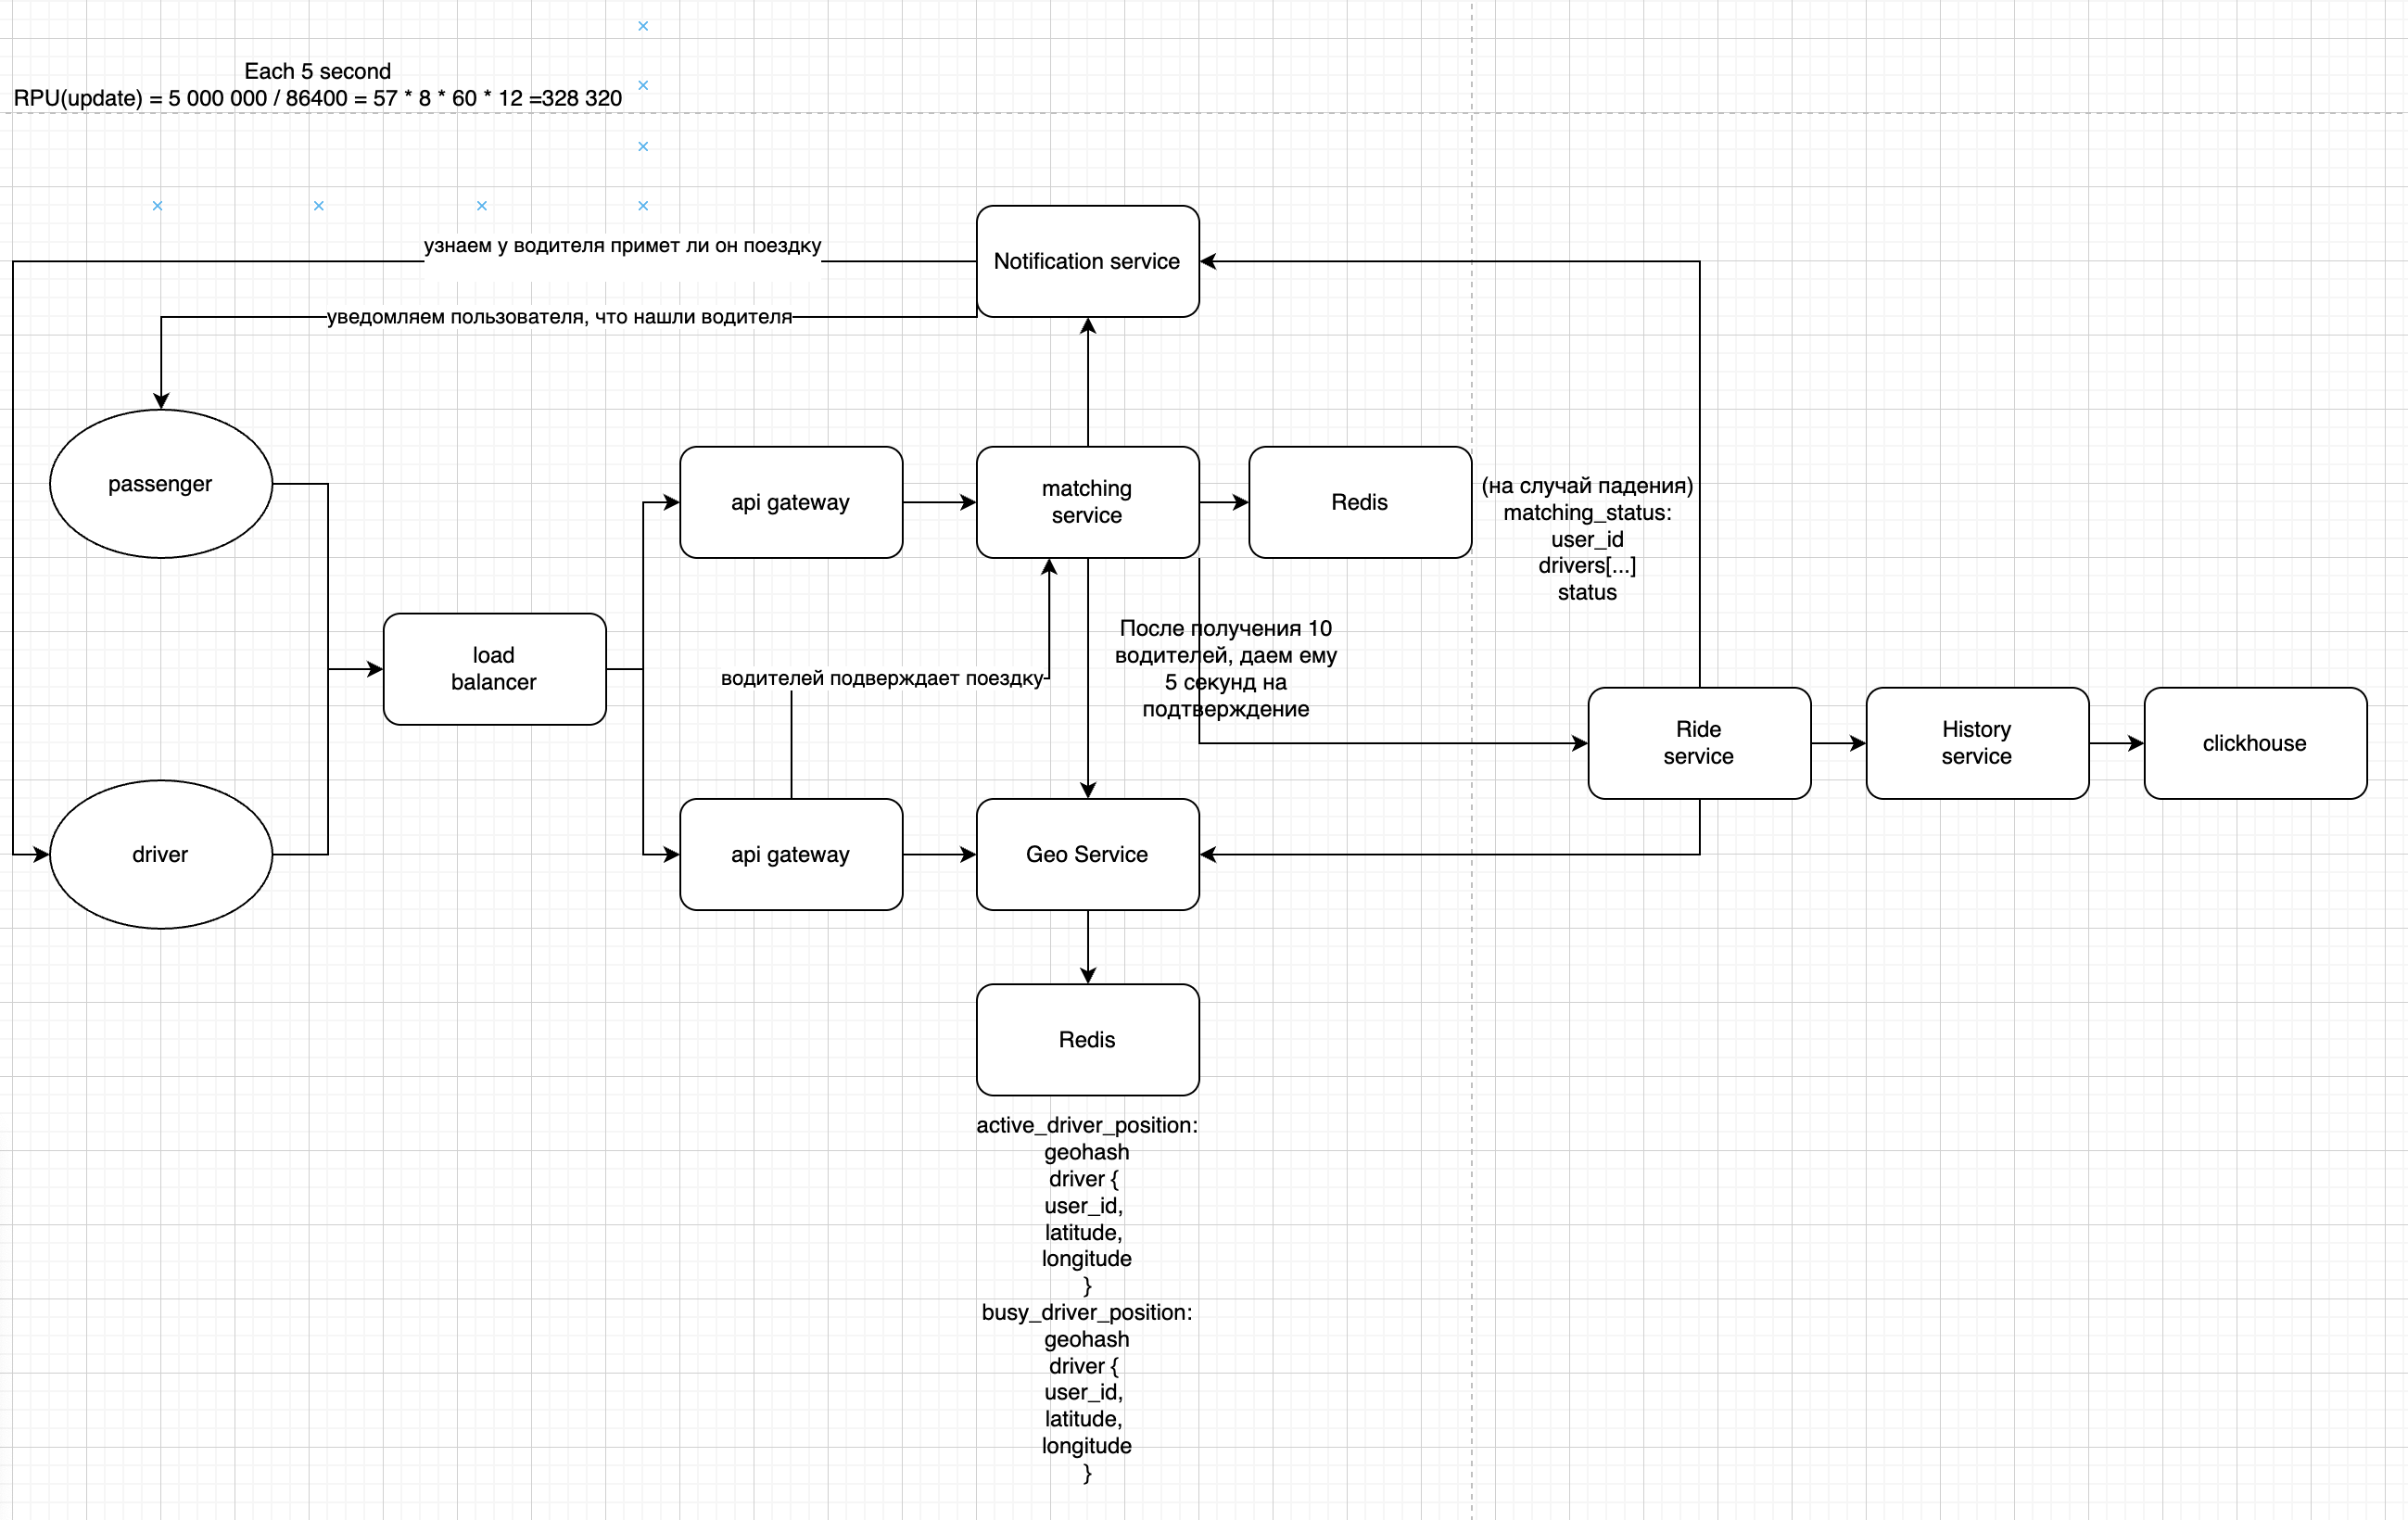 Each 5 second
RPU(update) = 5 000 000 / 86400 = 57 * 8 * 60 * 12 =328 320
узнаем у водителя примет ли он поездку
Notification service
уведомляем пользователя, что нашли водителя
passenger
api gateway
matching
service
Redis
(на случай падения)
matching_status:
user_id
drivers[...]
status
load
balancer
водителей подверждает поездку
После получения 10
водителей, даем ему
5 секунд на
подтверждение
Ride
service
History
service
clickhouse
driver
api gateway
Geo Service
Redis
active_driver_position:
geohash
driver {
user_id,
latitude,
longitude
}
busy_driver_position:
geohash
driver {
user_id,
latitude,
longitude
}